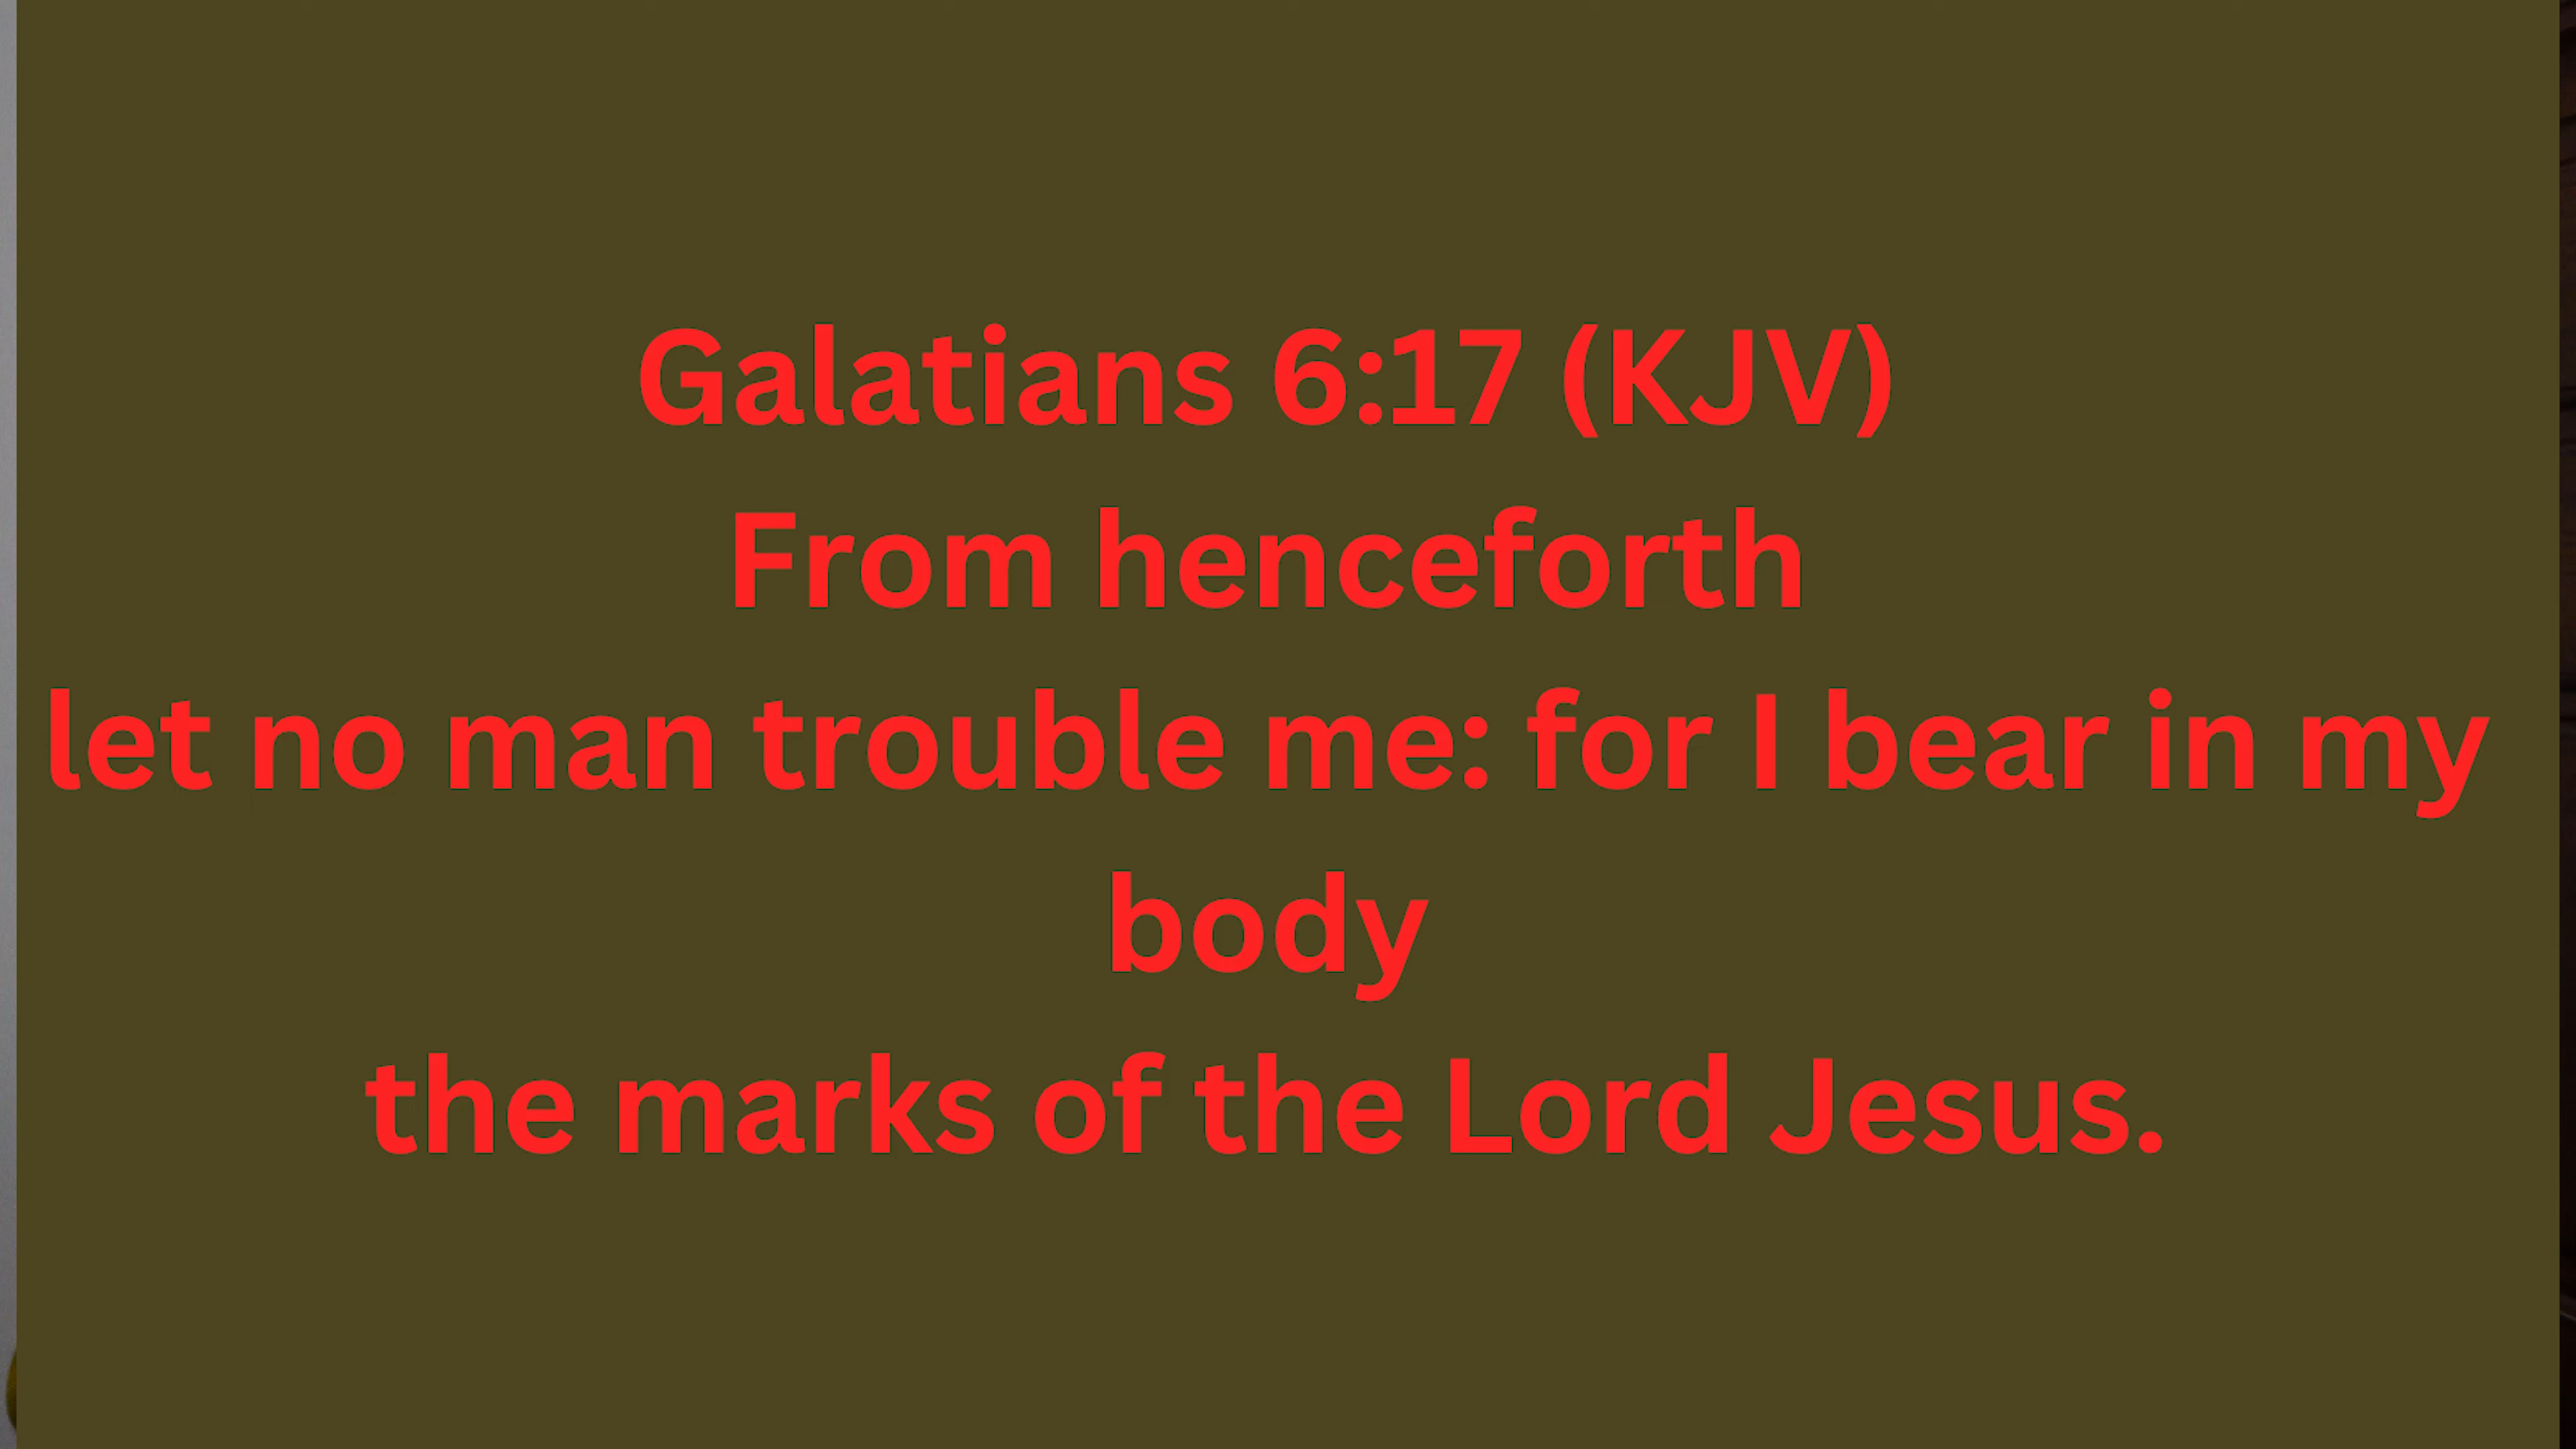 Galatians 6:17 (KJV)
From henceforth
let no man trouble me: for I bear in my
body
the marks of the Lord Jesus.